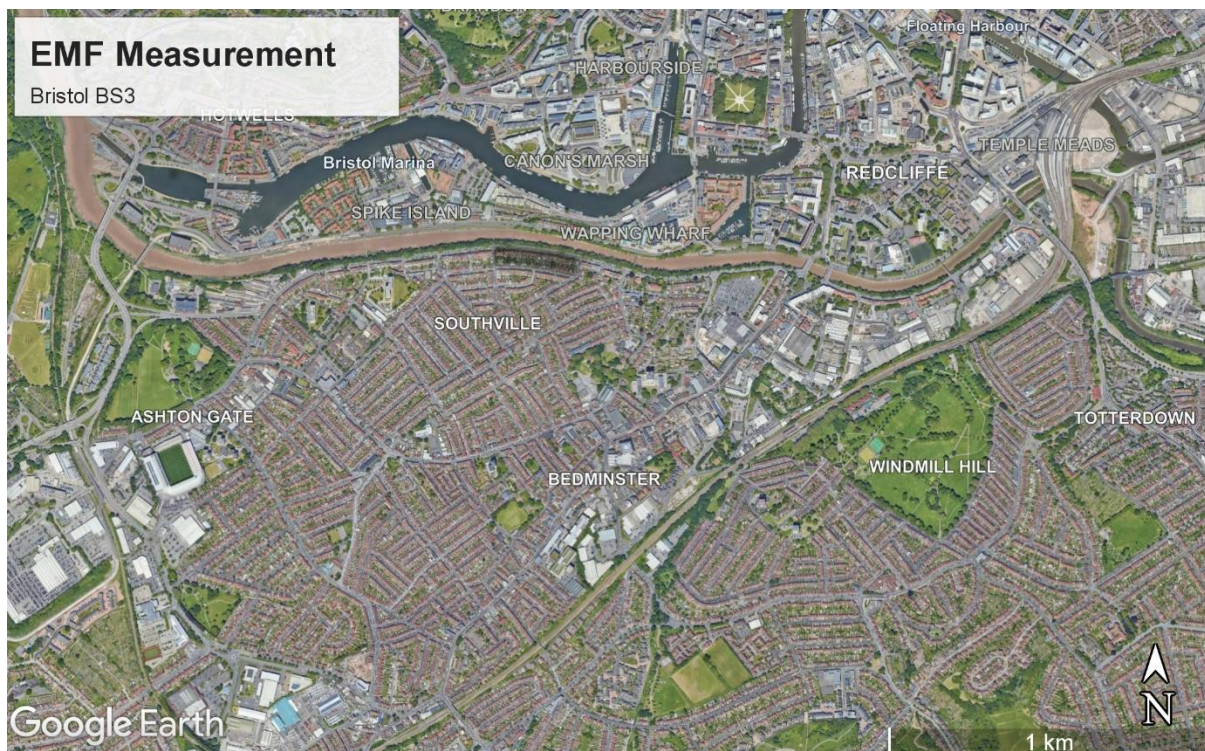 EMF Measurement
Bristol BS3
Floating Harbour
HARBOURSIDE
HOTWELLS
Bristol Marina
CANON'S MARSH
TEMPLE MEADS
REDCLIFFE
SPIKE ISLAND
WAPPING WHARF
SOUTHVILLE
ASHTON GATE
TOTTERDOWN
WINDMILL HILL
BEDMINSTER
N
Google Earth
1 km